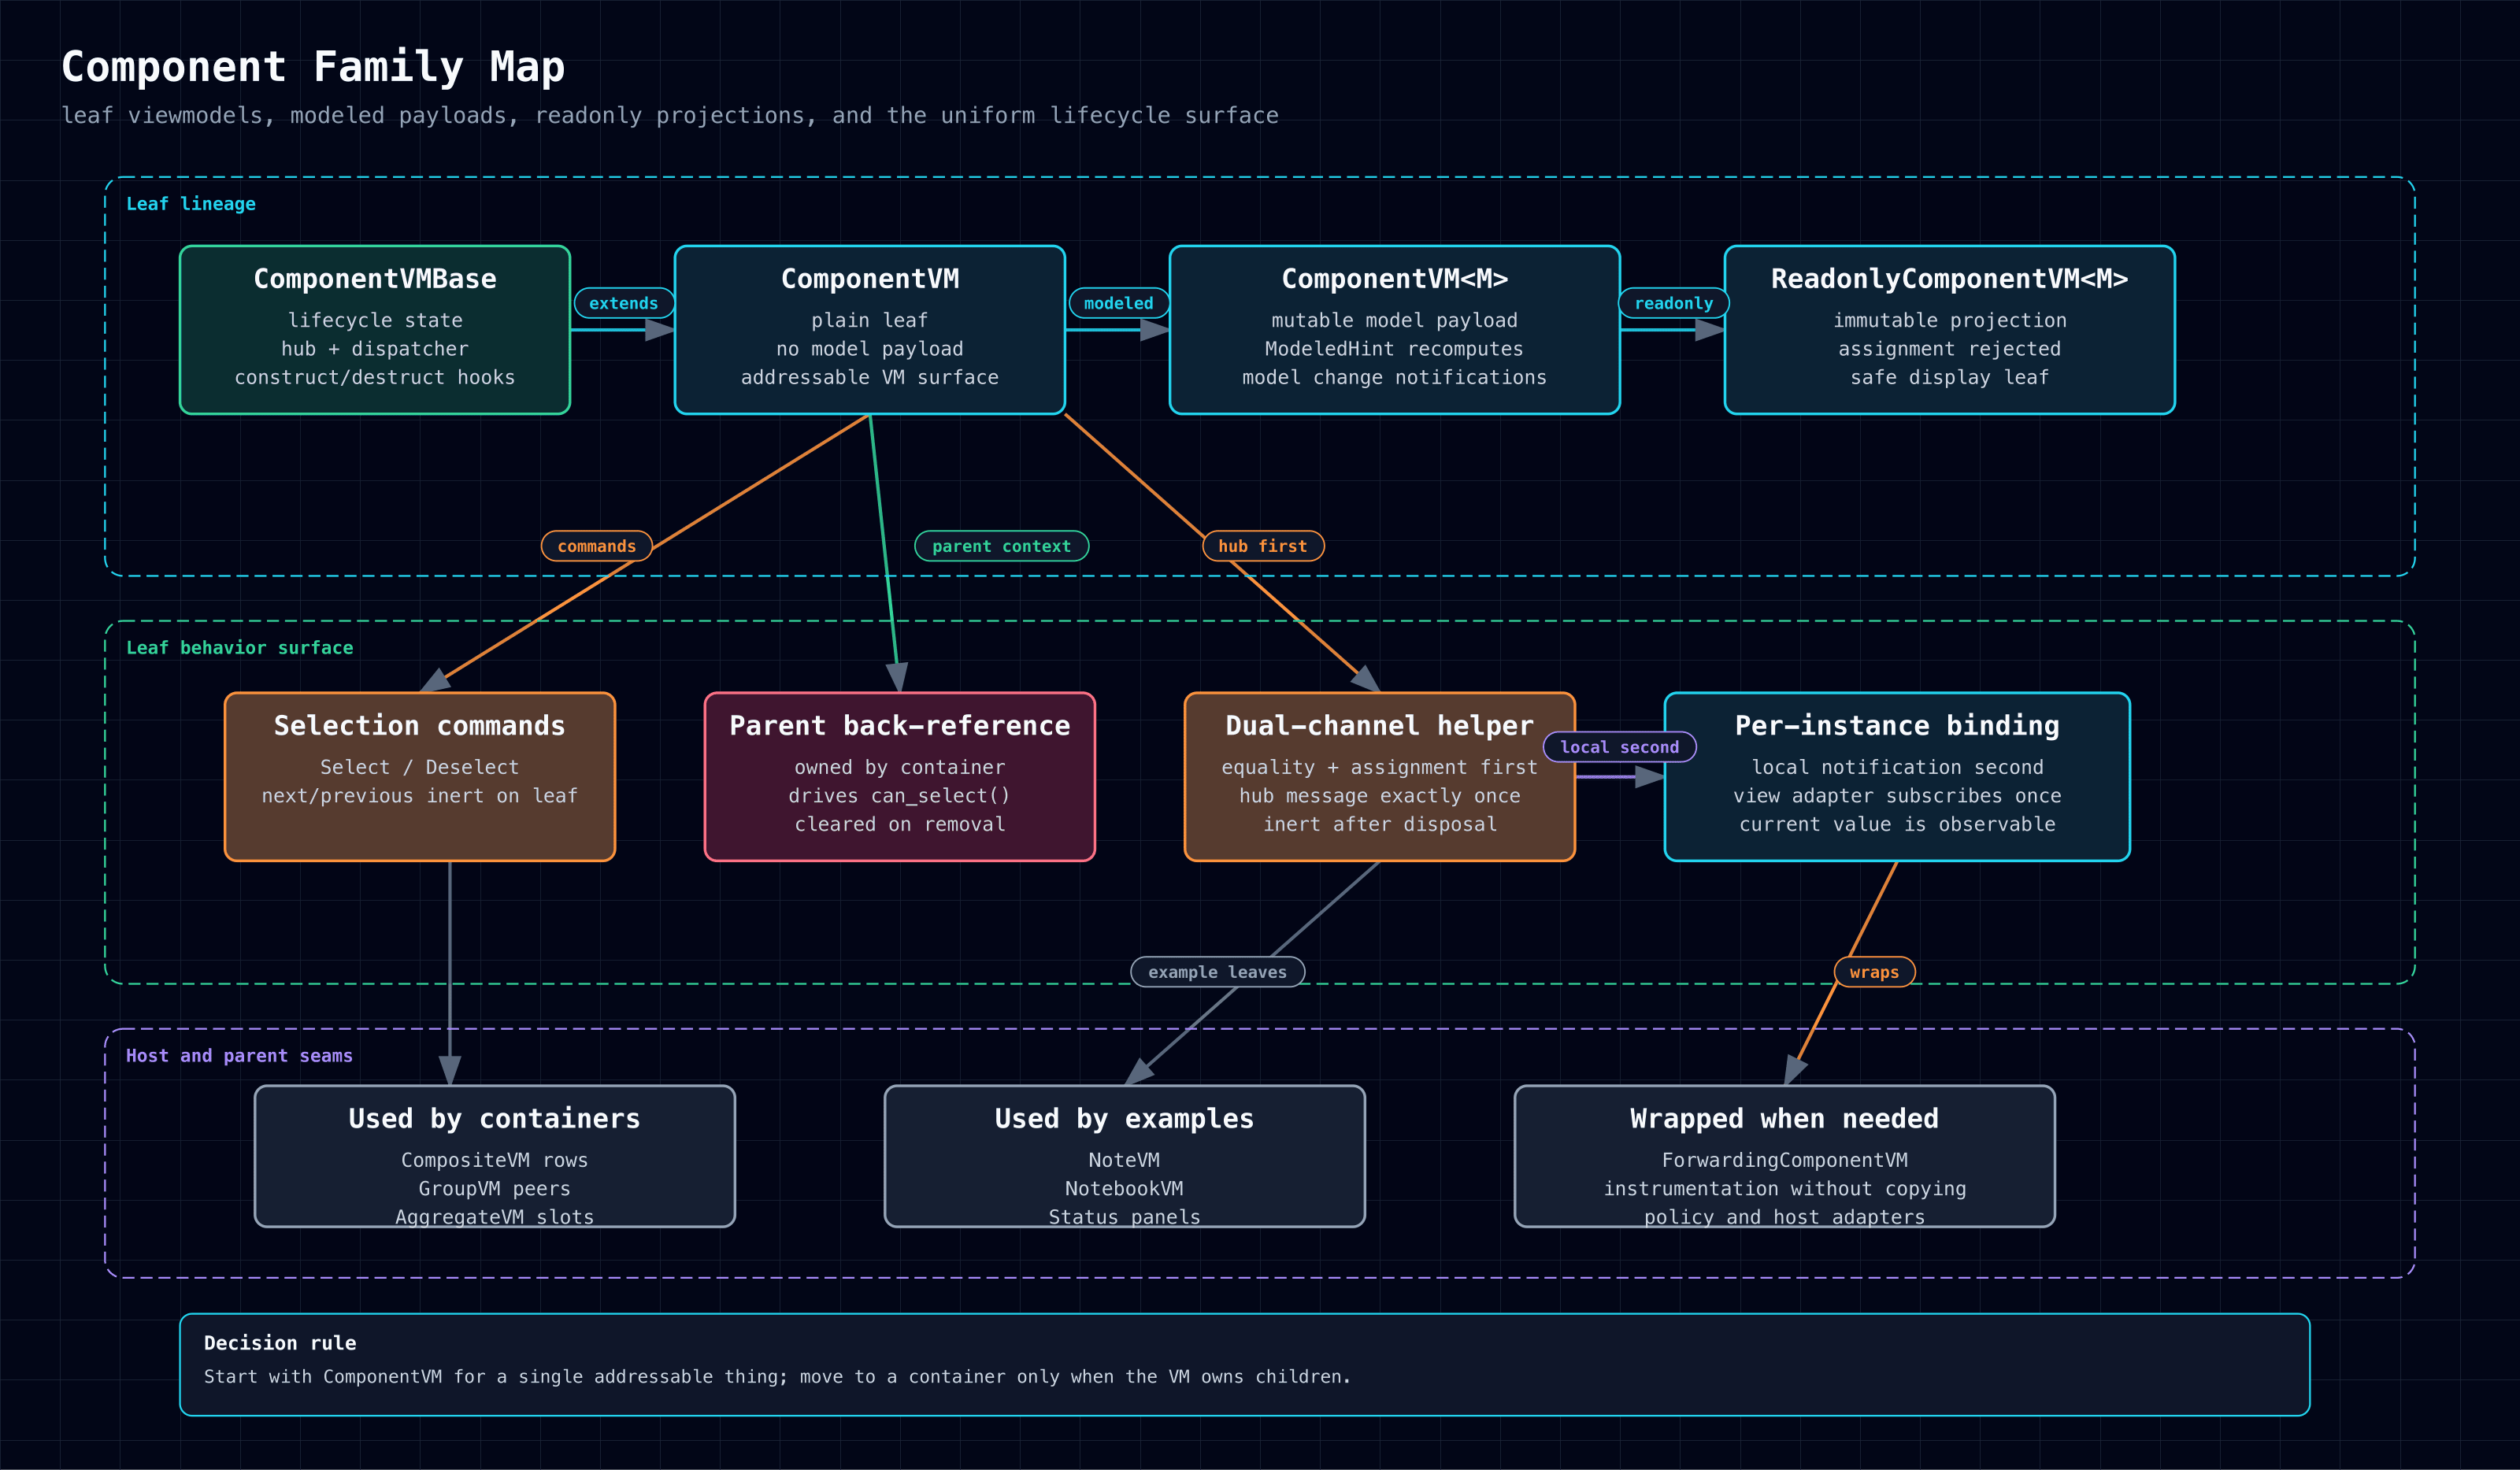 Component Family Map
leaf viewmodels, modeled payloads, readonly projections, and the uniform lifecycle surface
Leaf lineage
ComponentVMBase
lifecycle state
hub + dispatcher
construct/destruct hooks
extends
ComponentVM
plain leaf
no model payload
addressable VM surface
modeled
ComponentVM<M>
mutable model payload
ModeledHint recomputes
model change notifications
readonly
ReadonlyComponentVM<M>
immutable projection
assignment rejected
safe display leaf
commands
parent context
hub first
Leaf behavior surface
Selection commands
Select / Deselect
next/previous inert on leaf
Parent back-reference
owned by container
drives can_select()
cleared on removal
Dual-channel helper
equality + assignment first
hub message exactly once
inert after disposal
local second
Per-instance binding
local notification second
view adapter subscribes once
current value is observable
example leaves
wraps
Host and parent seams
Used by containers
CompositeVM rows
GroupVM peers
AggregateVM slots
Used by examples
NoteVM
NotebookVM
Status panels
Wrapped when needed
ForwardingComponentVM
instrumentation without copying
policy and host adapters
Decision rule
Start with ComponentVM for a single addressable thing; move to a container only when the VM owns children.